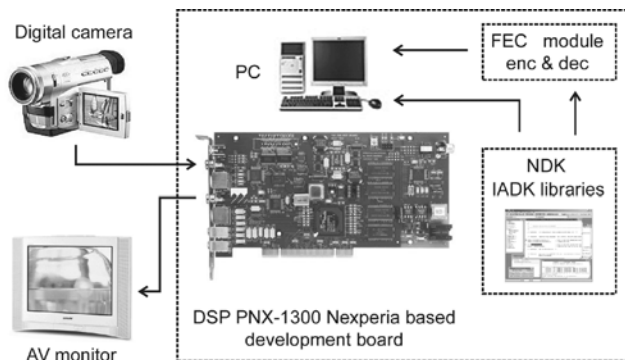 Digital camera
PC
FEC module
enc & dec
NDK
IADK libraries
DSP PNX-1300 Nexperia based
development board
AV monitor